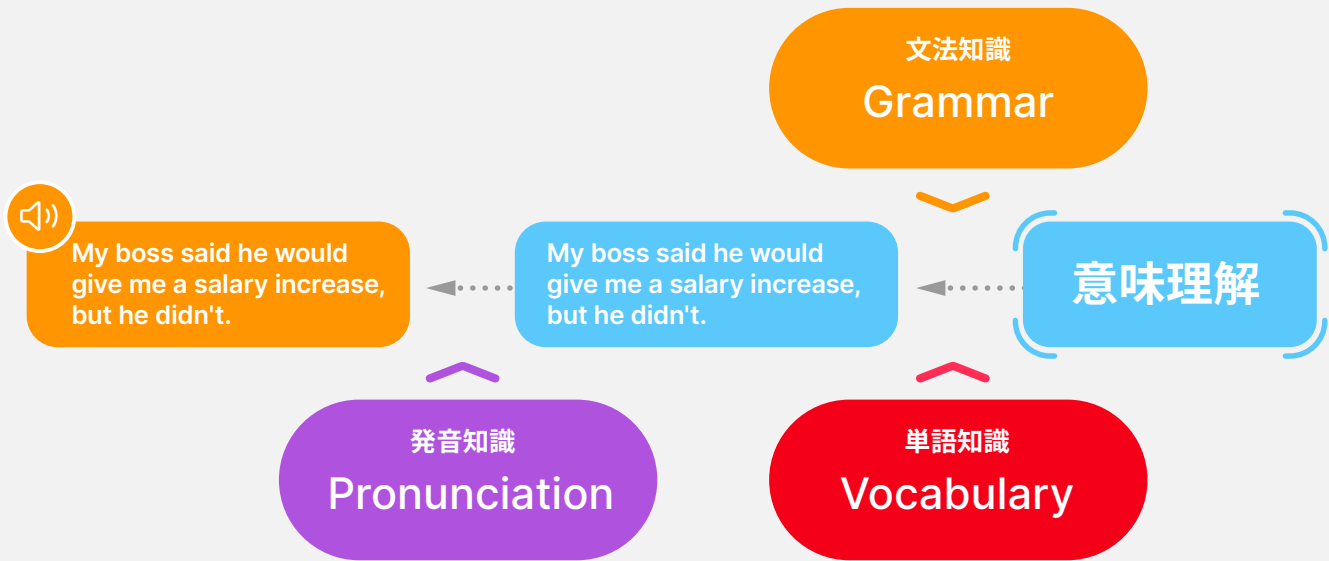 文法知識
Grammar
My boss said he would
give me a salary increase,
but he didn't.
My boss said he would
give me a salary increase,
but he didn't.
意味理解
発音知識
Pronunciation
単語知識
Vocabulary